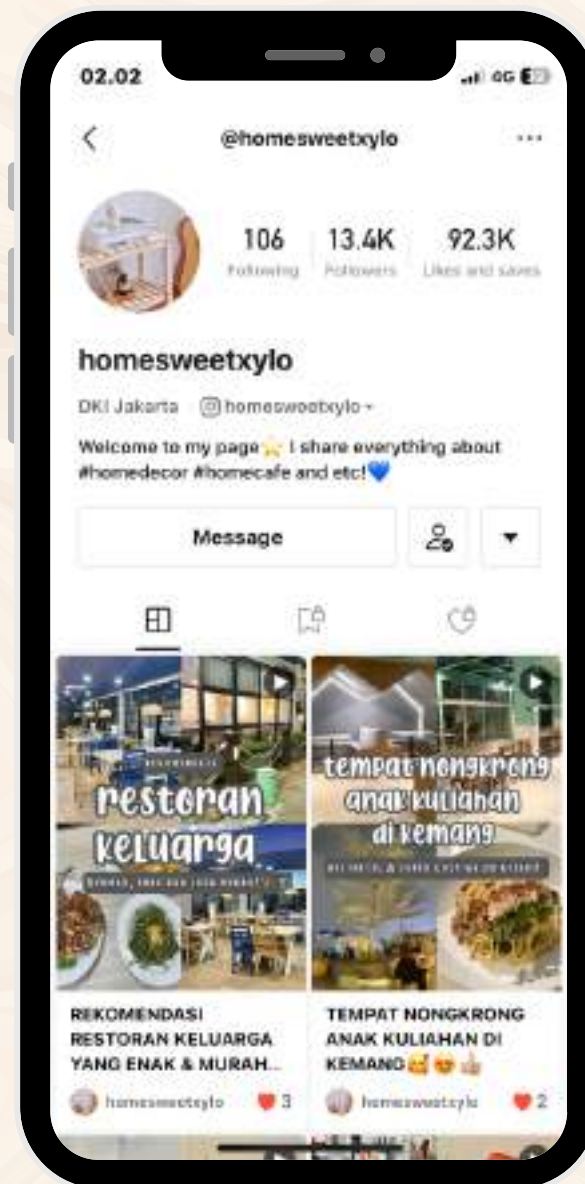 02.02
4G
@homesweetxylo
106
13.4K
92.3K
Following
Followers
Likes and saves
homesweetxylo
DKI Jakarta
homesweetxylo
Welcome to my page⭐ I share everything about
#homedecor #homecafe and etc!💙
Message
restoran
keluarga
tempat nongkrong
anak kuliahan
di kemang
REKOMENDASI
RESTORAN KELUARGA
YANG ENAK & MURAH...
TEMPAT NONGKRONG
ANAK KULIAHAN DI
KEMANG🥰😍👍
homesweetxylo
3
homesweetxylo
2